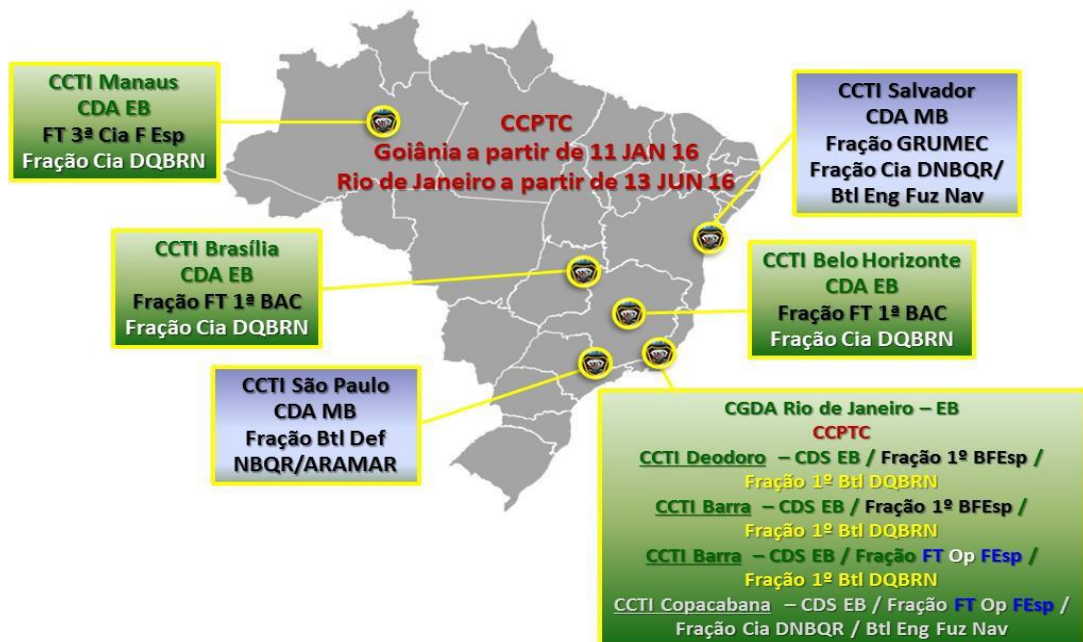 CCTI Manaus
CDA EB
FT 3ª Cia F Esp
Fração Cia DQBRN
CCPTC
Goiânia a partir de 11 JAN 16
Rio de Janeiro a partir de 13 JUN 16
CCTI Salvador
CDA MB
Fração GRUMEC
Fração Cia DNBQR/
Btl Eng Fuz Nav
CCTI Brasília
CDA EB
Fração FT 1ª BAC
Fração Cia DQBRN
CCTI Belo Horizonte
CDA EB
Fração FT 1ª BAC
Fração Cia DQBRN
CCTI São Paulo
CDA MB
Fração Btl Def
NBQR/ARAMAR
CGDA Rio de Janeiro – EB
CCPTC
CCTI Deodoro – CDS EB / Fração 1º BFEsp /
Fração 1º Btl DQBRN
CCTI Barra – CDS EB / Fração 1º BFEsp /
Fração 1º Btl DQBRN
CCTI Barra – CDS EB / Fração FT Op FEsp /
Fração 1º Btl DQBRN
CCTI Copacabana – CDS EB / Fração FT Op FEsp /
Fração Cia DNBQR / Btl Eng Fuz Nav